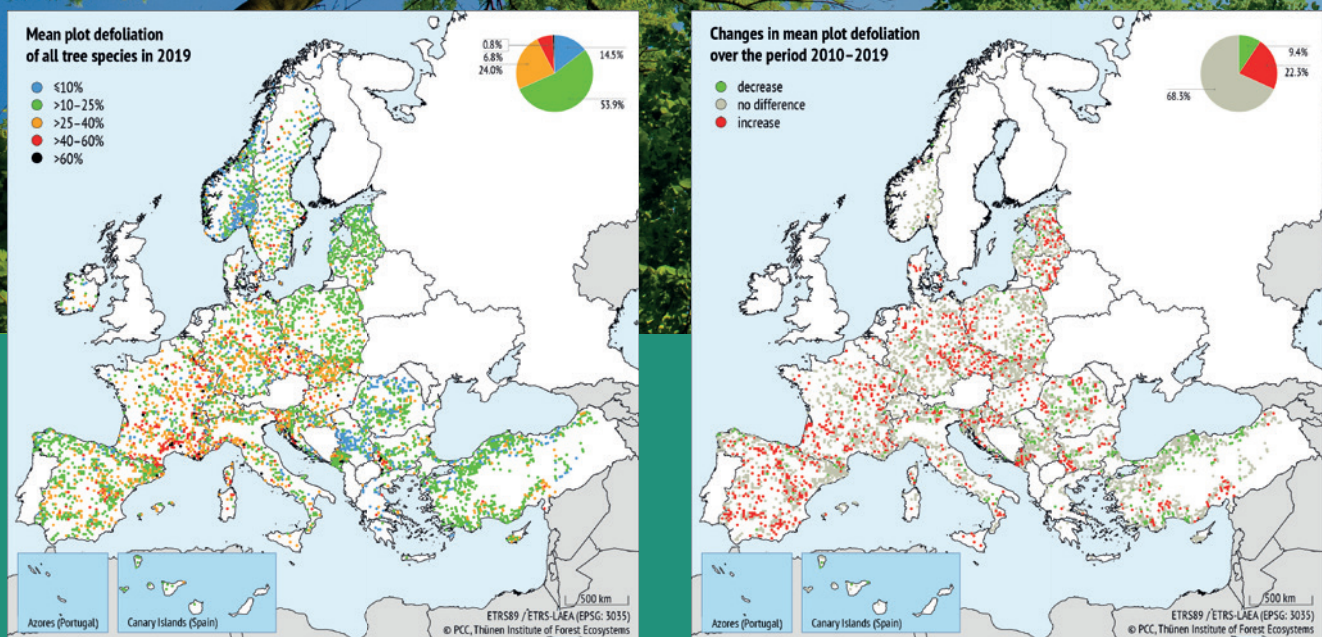 Mean plot defoliation
of all tree species in 2019
≤10%
>10–25%
>25–40%
>40–60%
>60%
0.8%
6.8%
24.0%
14.5%
53.9%
Azores (Portugal)
Canary Islands (Spain)
500 km
ETRS89 / ETRS-LAEA (EPSG: 3035)
© PCC, Thünen Institute of Forest Ecosystems
Changes in mean plot defoliation
over the period 2010–2019
decrease
no difference
increase
9.4%
22.3%
68.3%
Azores (Portugal)
Canary Islands (Spain)
500 km
ETRS89 / ETRS-LAEA (EPSG: 3035)
© PCC, Thünen Institute of Forest Ecosystems